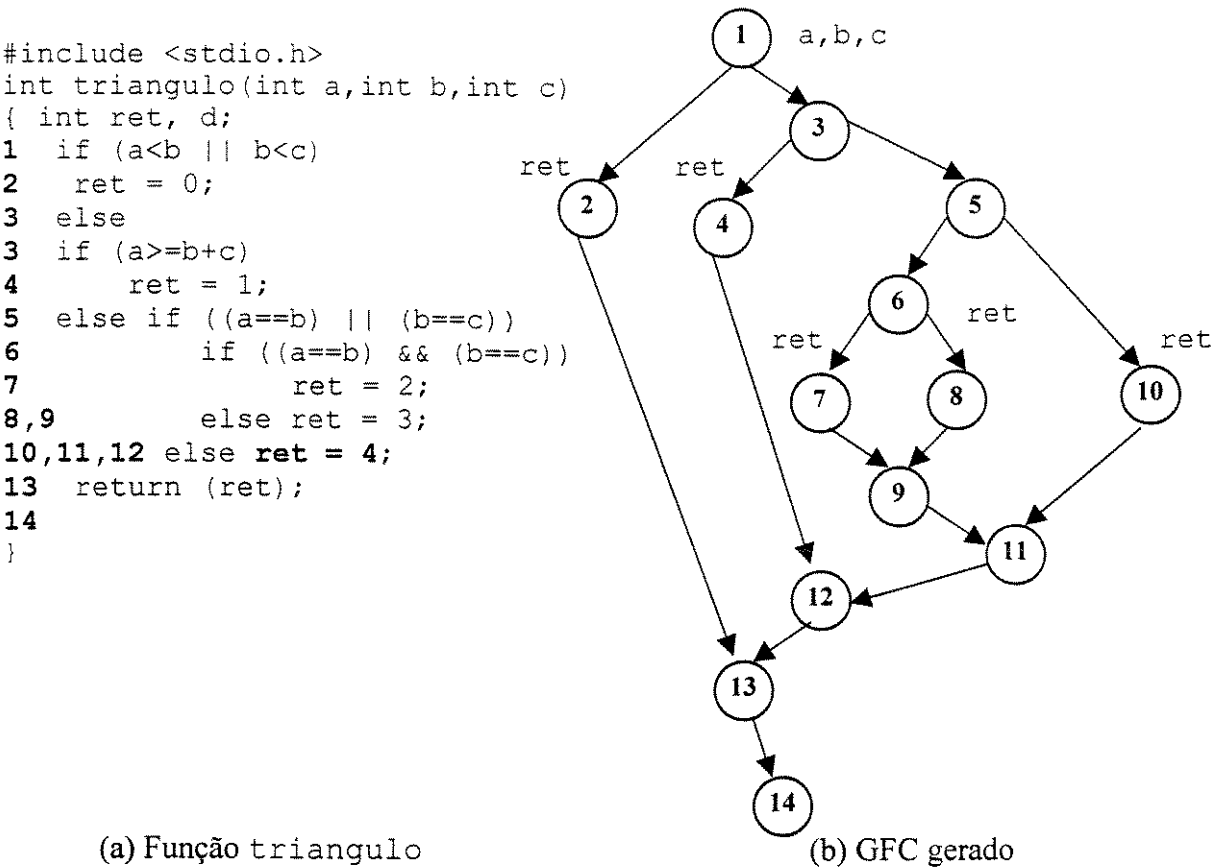 #include <stdio.h>
int triangulo(int a,int b,int c)
{ int ret, d;
1 if (a<b || b<c)
2 ret = 0;
3 else
3 if (a>=b+c)
4 ret = 1;
5 else if ((a==b) || (b==c))
6 if ((a==b) && (b==c))
7 ret = 2;
8,9 else ret = 3;
10,11,12 else ret = 4;
13 return (ret);
14
}
(a) Função triangulo
1 a,b,c
3
ret ret
2 4 5
6
ret ret ret
7 8 10
9
11
12
13
14
(b) GFC gerado